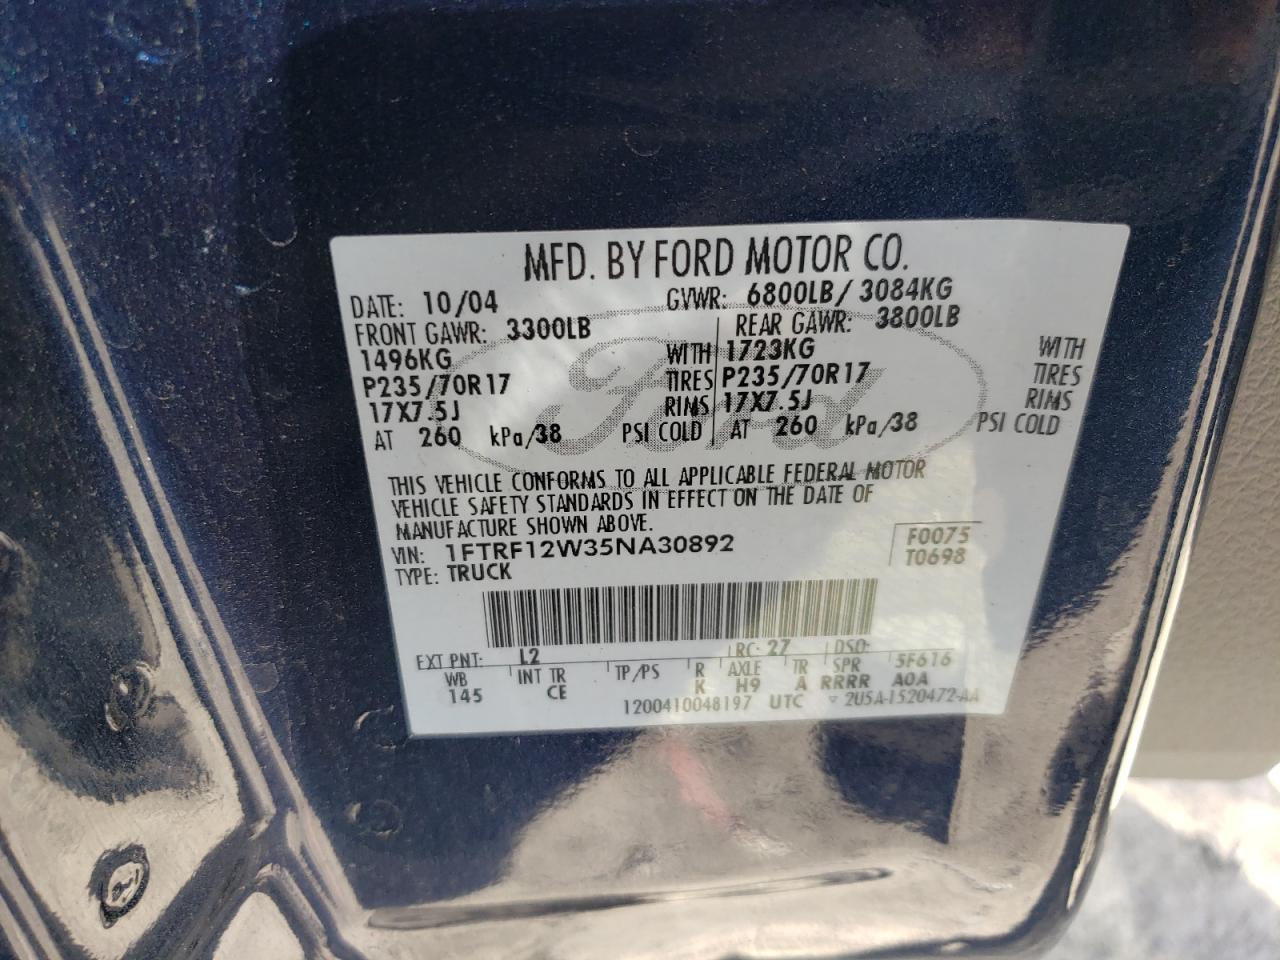 MFD. BY FORD MOTOR CO.
DATE: 10/04 GVWR: 6800LB/ 3084KG
FRONT GAWR: 3300LB REAR GAWR: 3800LB
1496KG WITH 1723KG WITH
P235/70R17 TIRES P235/70R17 TIRES
17X7.5J RIMS 17X7.5J RIMS
AT 260 kPa/38 PSI COLD AT 260 kPa/38 PSI COLD
Ford
THIS VEHICLE CONFORMS TO ALL APPLICABLE FEDERAL MOTOR
VEHICLE SAFETY STANDARDS IN EFFECT ON THE DATE OF
MANUFACTURE SHOWN ABOVE.
VIN: 1FTRF12W35NA30892 F0075
TYPE: TRUCK T0698
EXT PNT: L2 RC: 27 DSO:
WB INT TR TP/PS R AXLE TR SPR 5F616
145 CE K H9 A RRRR A0A
1200410048197 UTC ▽ 2U5A-1520472-AA